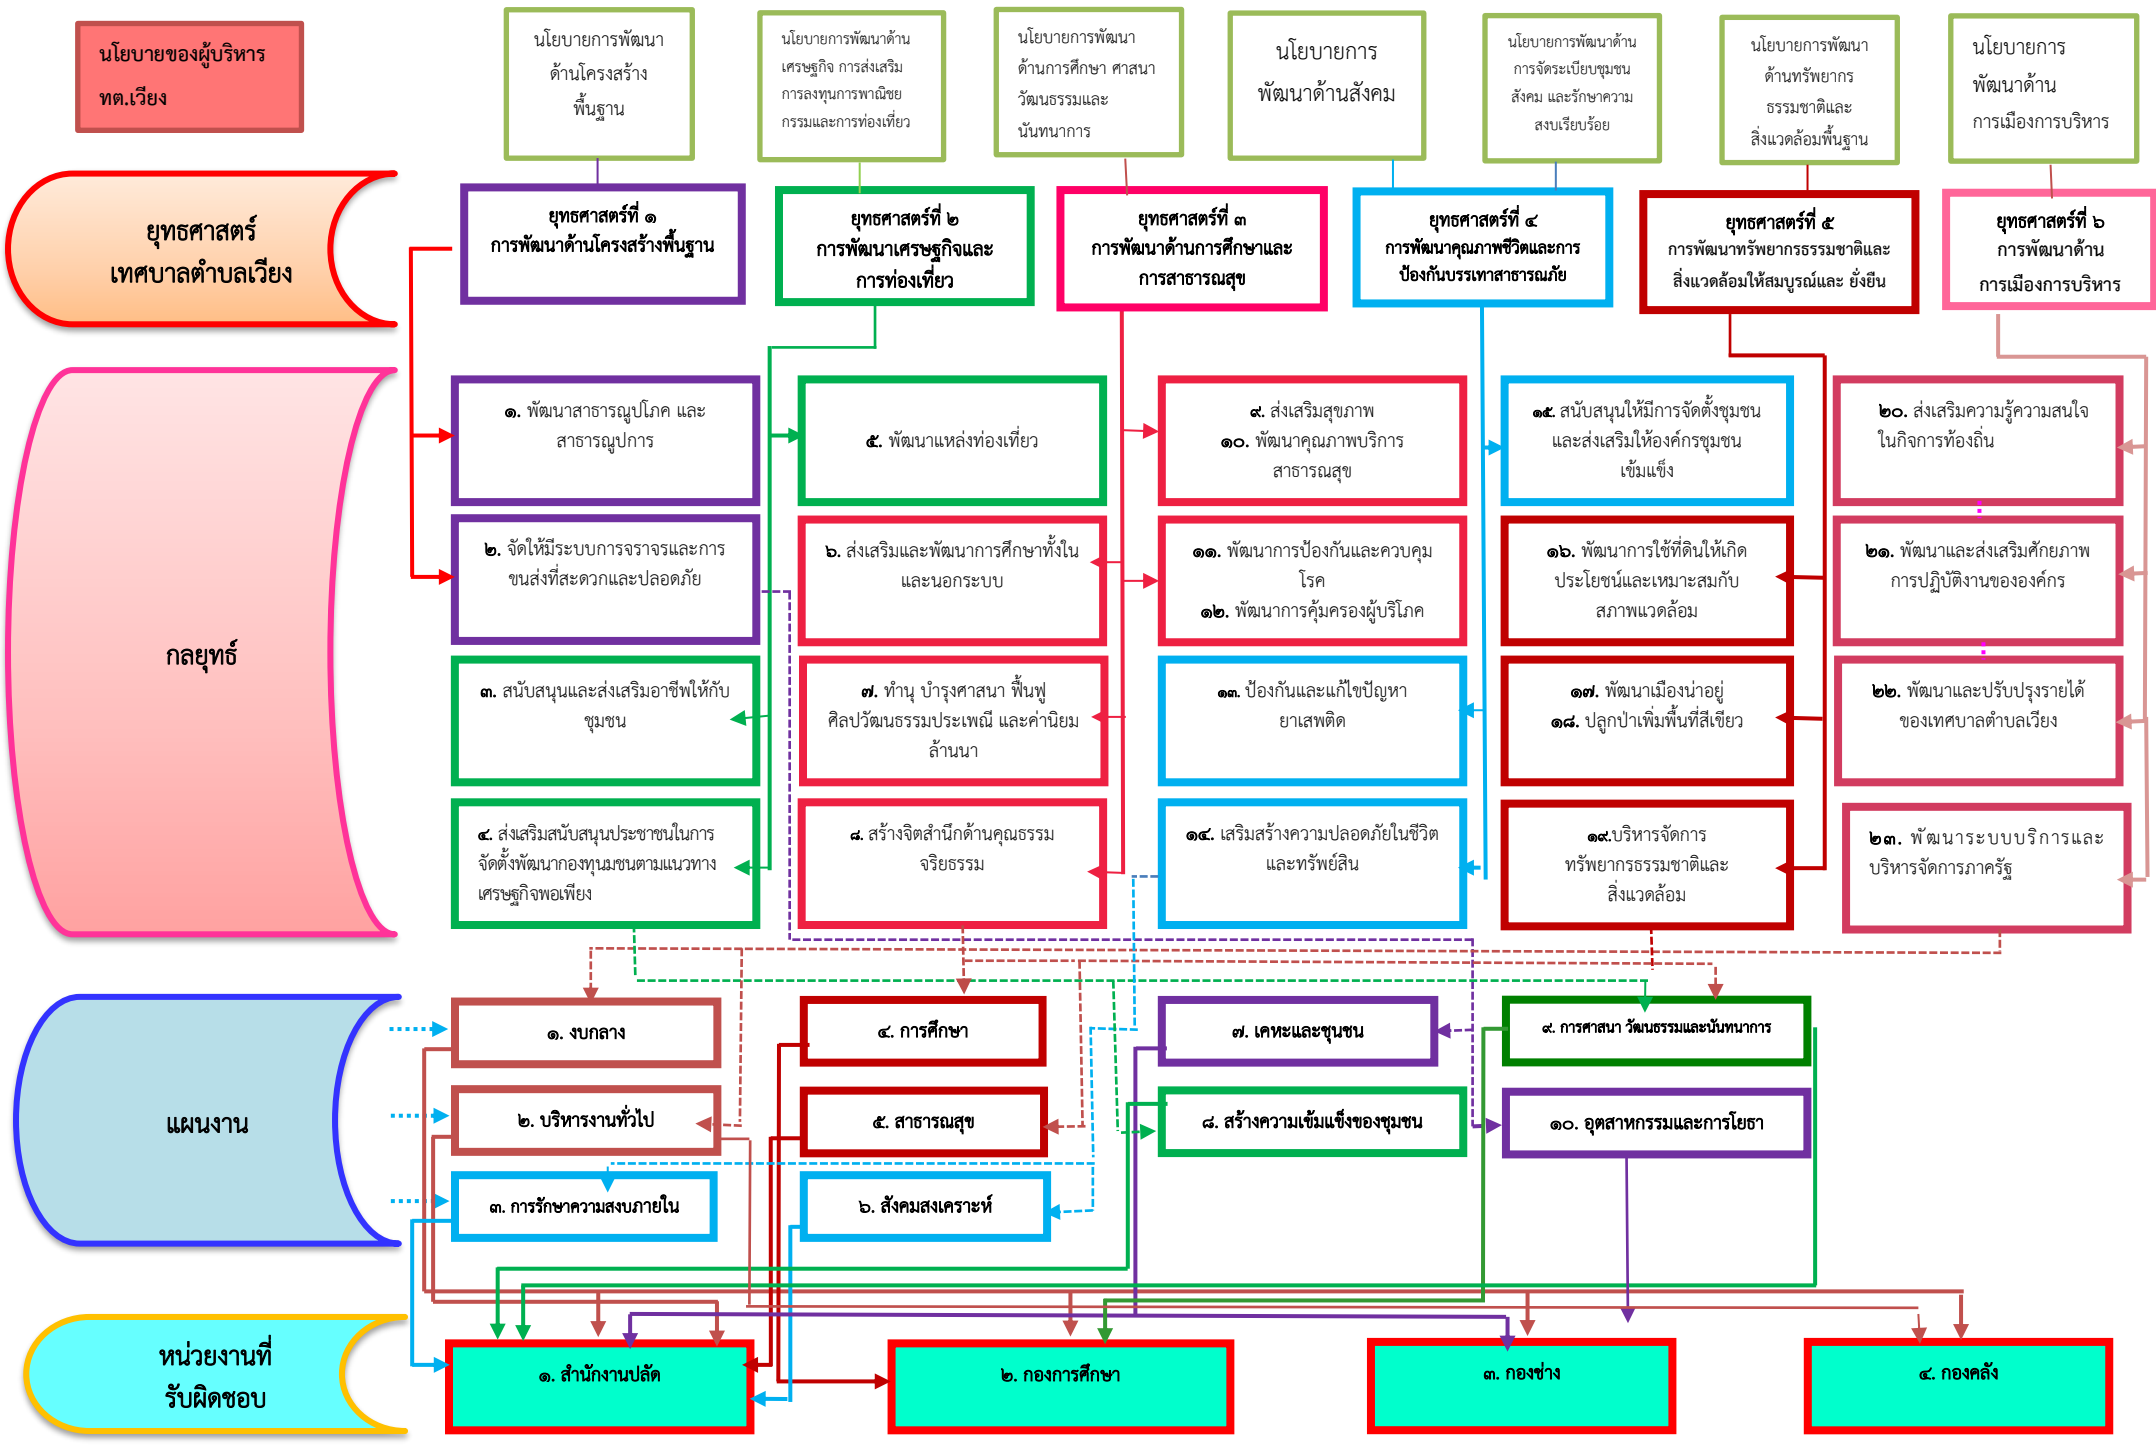 นโยบายของผู้บริหาร
ทต.เวียง
นโยบายการพัฒนา
ด้านโครงสร้าง
พื้นฐาน
นโยบายการพัฒนาด้าน
เศรษฐกิจ การส่งเสริม
การลงทุนการพาณิชย
กรรมและการท่องเที่ยว
นโยบายการพัฒนา
ด้านการศึกษา ศาสนา
วัฒนธรรมและ
นันทนาการ
นโยบายการ
พัฒนาด้านสังคม
นโยบายการพัฒนาด้าน
การจัดระเบียบชุมชน
สังคม และรักษาความ
สงบเรียบร้อย
นโยบายการพัฒนา
ด้านทรัพยากร
ธรรมชาติและ
สิ่งแวดล้อมพื้นฐาน
นโยบายการ
พัฒนาด้าน
การเมืองการบริหาร
ยุทธศาสตร์
เทศบาลตำบลเวียง
ยุทธศาสตร์ที่ ๑
การพัฒนาด้านโครงสร้างพื้นฐาน
ยุทธศาสตร์ที่ ๒
การพัฒนาเศรษฐกิจและ
การท่องเที่ยว
ยุทธศาสตร์ที่ ๓
การพัฒนาด้านการศึกษาและ
การสาธารณสุข
ยุทธศาสตร์ที่ ๔
การพัฒนาคุณภาพชีวิตและการ
ป้องกันบรรเทาสาธารณภัย
ยุทธศาสตร์ที่ ๕
การพัฒนาทรัพยากรธรรมชาติและ
สิ่งแวดล้อมให้สมบูรณ์และ ยั่งยืน
ยุทธศาสตร์ที่ ๖
การพัฒนาด้าน
การเมืองการบริหาร
กลยุทธ์
๑. พัฒนาสาธารณูปโภค และ
สาธารณูปการ
๕. พัฒนาแหล่งท่องเที่ยว
๙. ส่งเสริมสุขภาพ
๑๐. พัฒนาคุณภาพบริการ
สาธารณสุข
๑๕. สนับสนุนให้มีการจัดตั้งชุมชน
และส่งเสริมให้องค์กรชุมชน
เข้มแข็ง
๒๐. ส่งเสริมความรู้ความสนใจ
ในกิจการท้องถิ่น
๒. จัดให้มีระบบการจราจรและการ
ขนส่งที่สะดวกและปลอดภัย
๖. ส่งเสริมและพัฒนาการศึกษาทั้งใน
และนอกระบบ
๑๑. พัฒนาการป้องกันและควบคุม
โรค
๑๒. พัฒนาการคุ้มครองผู้บริโภค
๑๖. พัฒนาการใช้ที่ดินให้เกิด
ประโยชน์และเหมาะสมกับ
สภาพแวดล้อม
๒๑. พัฒนาและส่งเสริมศักยภาพ
การปฏิบัติงานขององค์กร
๓. สนับสนุนและส่งเสริมอาชีพให้กับ
ชุมชน
๗. ทำนุ บำรุงศาสนา ฟื้นฟู
ศิลปวัฒนธรรมประเพณี และค่านิยม
ล้านนา
๑๓. ป้องกันและแก้ไขปัญหา
ยาเสพติด
๑๗. พัฒนาเมืองน่าอยู่
๑๘. ปลูกป่าเพิ่มพื้นที่สีเขียว
๒๒. พัฒนาและปรับปรุงรายได้
ของเทศบาลตำบลเวียง
๔. ส่งเสริมสนับสนุนประชาชนในการ
จัดตั้งพัฒนากองทุนมชนตามแนวทาง
เศรษฐกิจพอเพียง
๘. สร้างจิตสำนึกด้านคุณธรรม
จริยธรรม
๑๔. เสริมสร้างความปลอดภัยในชีวิต
และทรัพย์สิน
๑๙.บริหารจัดการ
ทรัพยากรธรรมชาติและ
สิ่งแวดล้อม
๒๓. พัฒนาระบบบริการและ
บริหารจัดการภาครัฐ
แผนงาน
๑. งบกลาง
๔. การศึกษา
๗. เคหะและชุนชน
๙. การศาสนา วัฒนธรรมและนันทนาการ
๒. บริหารงานทั่วไป
๕. สาธารณสุข
๘. สร้างความเข้มแข็งของชุมชน
๑๐. อุตสาหกรรมและการโยธา
๓. การรักษาความสงบภายใน
๖. สังคมสงเคราะห์
หน่วยงานที่
รับผิดชอบ
๑. สำนักงานปลัด
๒. กองการศึกษา
๓. กองช่าง
๔. กองคลัง